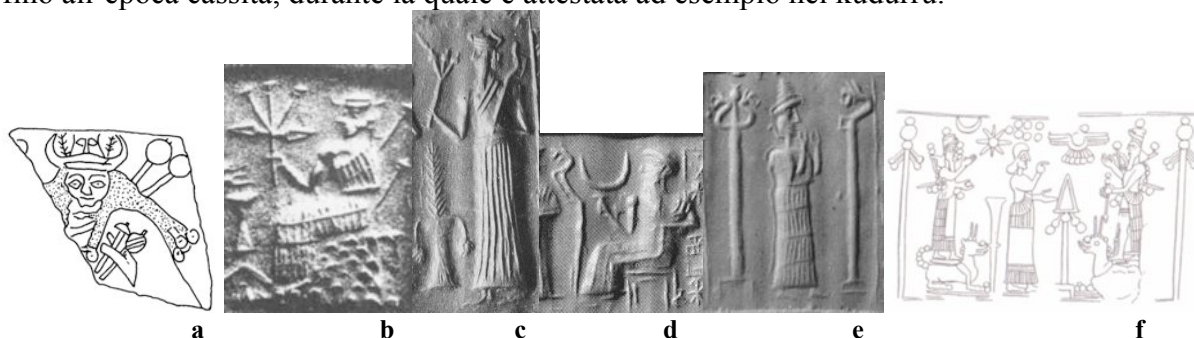 fino all'epoca cassita, durante la quale è attestata ad esempio nei kudurru.
a b c d e f